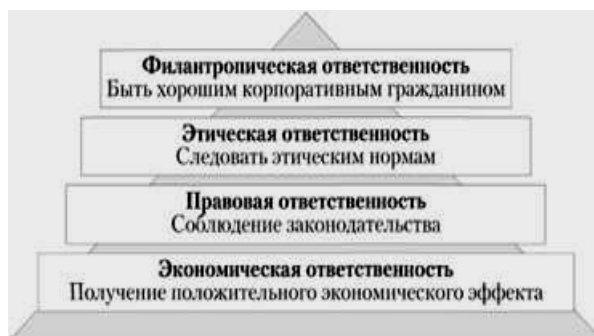 Филантропическая ответственность
Быть хорошим корпоративным гражданином
Этическая ответственность
Следовать этическим нормам
Правовая ответственность
Соблюдение законодательства
Экономическая ответственность
Получение положительного экономического эффекта